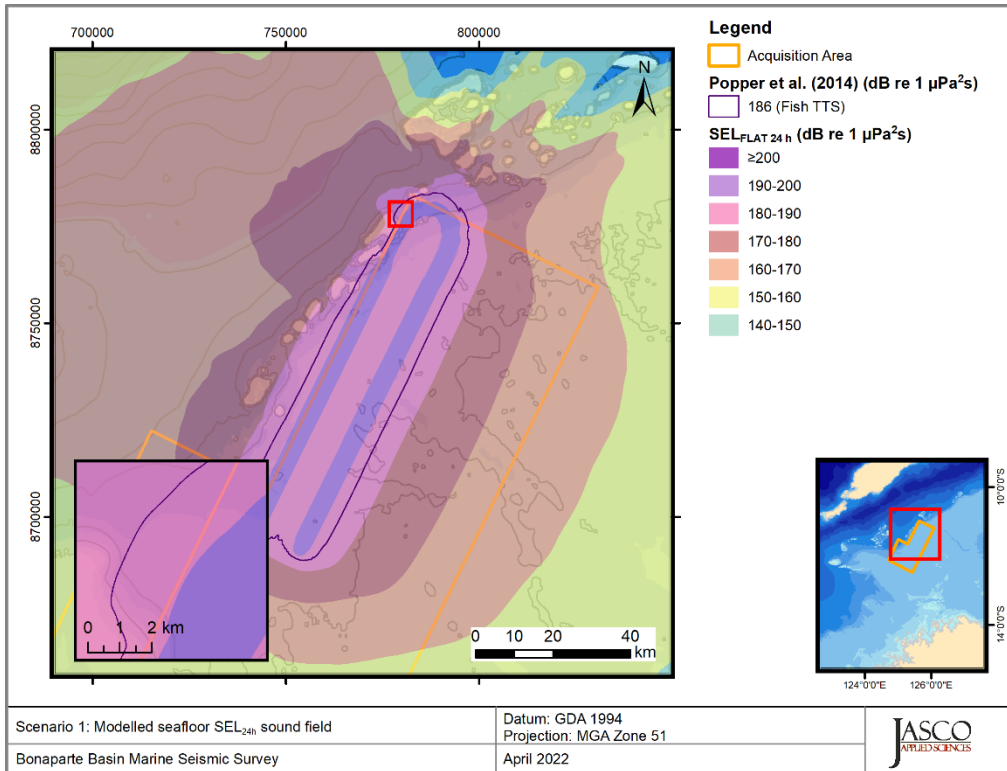 700000
750000
800000
8800000
8750000
8700000
N
0 1 2 km
0 10 20 40
km
Legend
Acquisition Area
Popper et al. (2014) (dB re 1 µPa²s)
186 (Fish TTS)
SEL_FLAT 24 h (dB re 1 µPa²s)
≥200
190-200
180-190
170-180
160-170
150-160
140-150
10°0'0"S
14°0'0"S
124°0'0"E 126°0'0"E
Scenario 1: Modelled seafloor SEL24h sound field
Bonaparte Basin Marine Seismic Survey
Datum: GDA 1994
Projection: MGA Zone 51
April 2022
JASCO
APPLIED SCIENCES